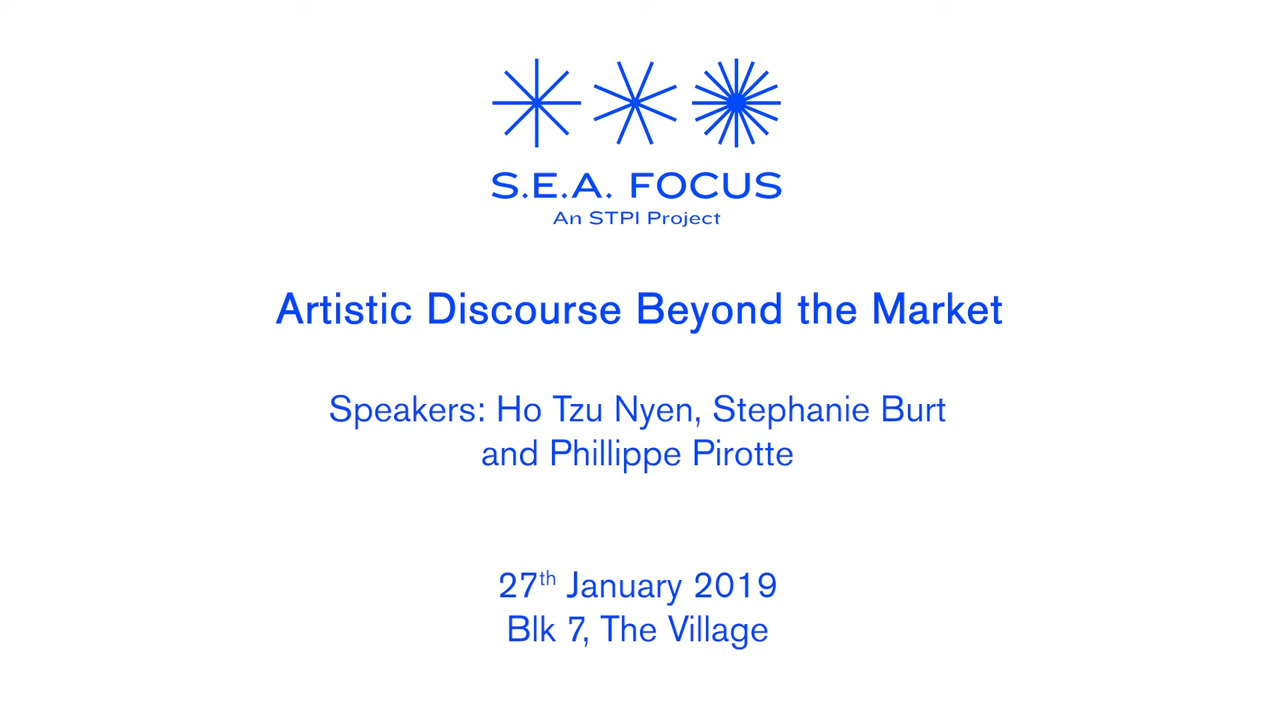 S.E.A. FOCUS
An STPI Project
Artistic Discourse Beyond the Market
Speakers: Ho Tzu Nyen, Stephanie Burt
and Phillippe Pirotte
27th January 2019
Blk 7, The Village